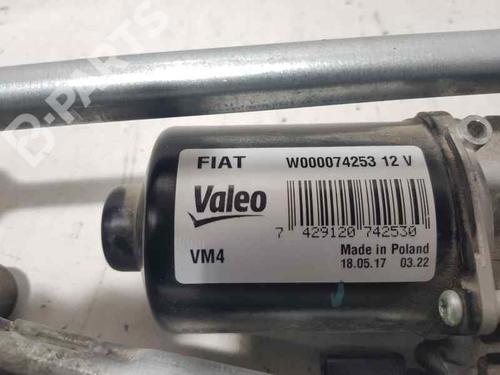 B-PARTS
FIAT W000074253 12 V
Valeo
7 429120 742530
VM4
Made in Poland
18.05.17 03.22